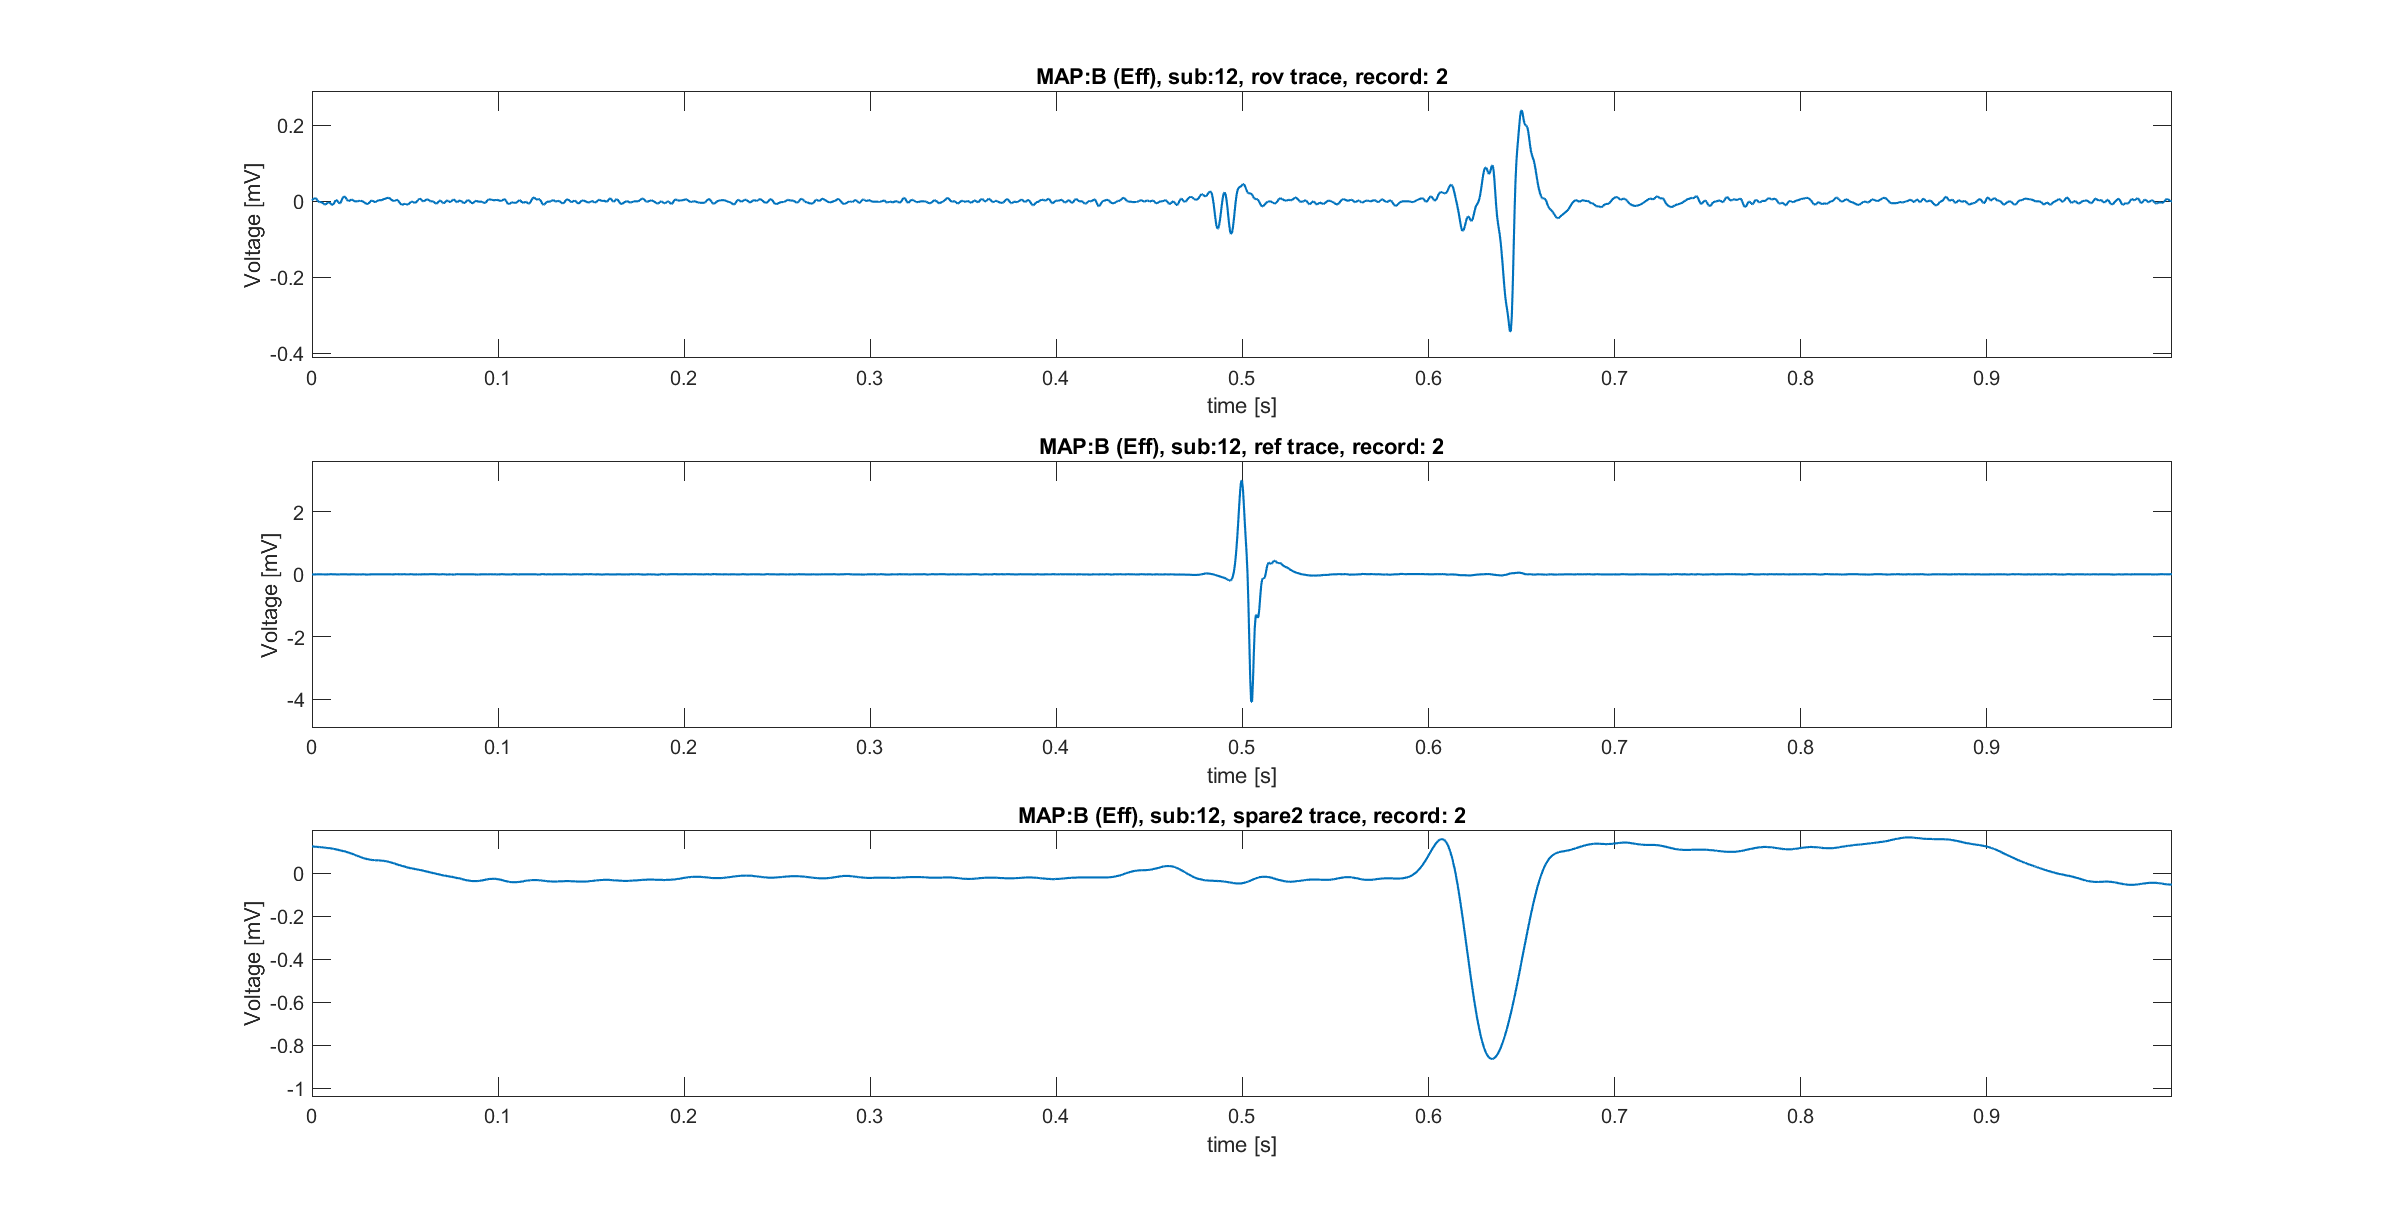 MAP:B (Eff), sub:12, rov trace, record: 2
Voltage [mV]
0.2
0
-0.2
-0.4
0 0.1 0.2 0.3 0.4 0.5 0.6 0.7 0.8 0.9
time [s]
MAP:B (Eff), sub:12, ref trace, record: 2
Voltage [mV]
2
0
-2
-4
0 0.1 0.2 0.3 0.4 0.5 0.6 0.7 0.8 0.9
time [s]
MAP:B (Eff), sub:12, spare2 trace, record: 2
Voltage [mV]
0
-0.2
-0.4
-0.6
-0.8
-1
0 0.1 0.2 0.3 0.4 0.5 0.6 0.7 0.8 0.9
time [s]